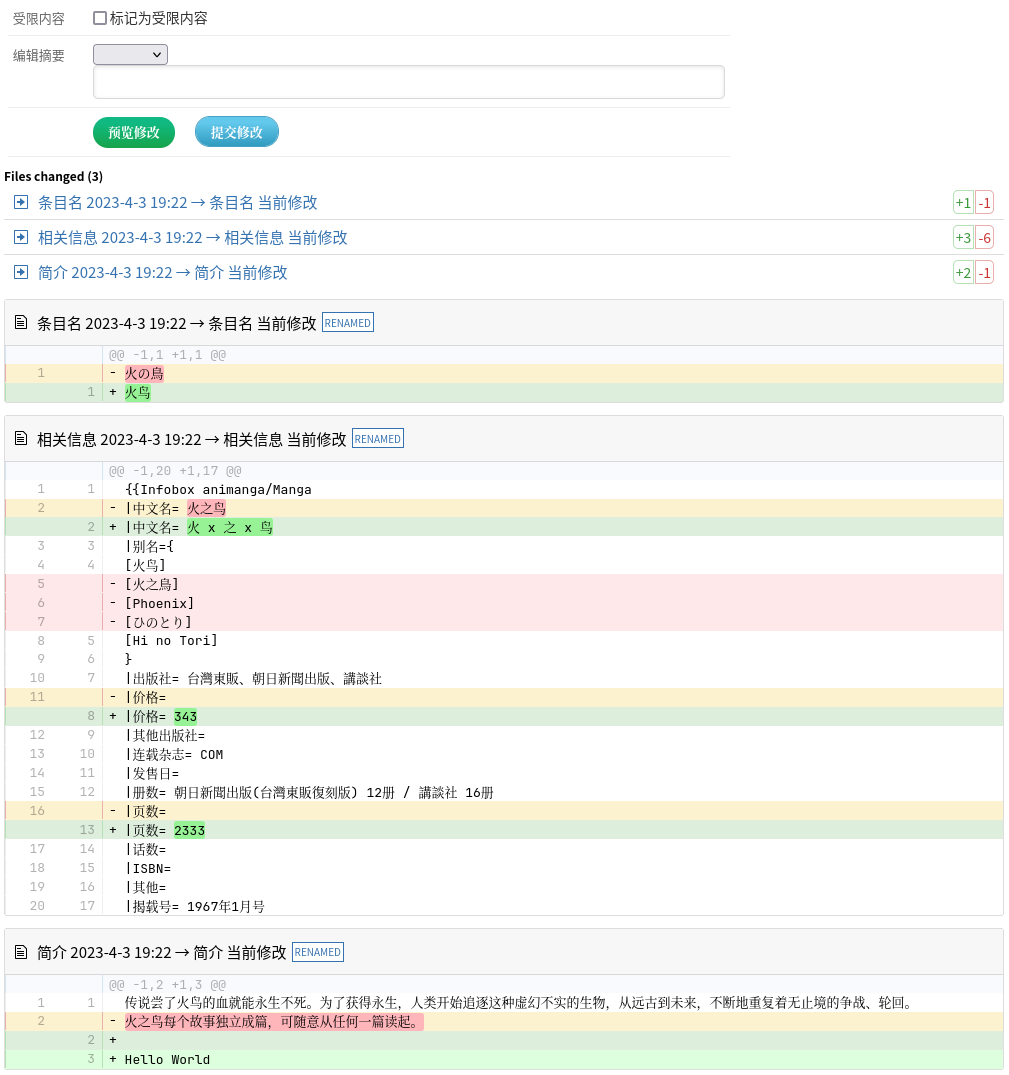 受限内容 标记为受限内容
编辑摘要
预览修改 提交修改
Files changed (3)
条目名 2023-4-3 19:22 → 条目名 当前修改 +1 -1
相关信息 2023-4-3 19:22 → 相关信息 当前修改 +3 -6
简介 2023-4-3 19:22 → 简介 当前修改 +2 -1
条目名 2023-4-3 19:22 → 条目名 当前修改 RENAMED
@@ -1,1 +1,1 @@
1 - 火の鳥
1 + 火鸟
相关信息 2023-4-3 19:22 → 相关信息 当前修改 RENAMED
@@ -1,20 +1,17 @@
1 1 {{Infobox animanga/Manga
2 - |中文名= 火之鸟
2 + |中文名= 火 x 之 x 鸟
3 3 |别名={
4 4 [火鸟]
5 - [火之鳥]
6 - [Phoenix]
7 - [ひのとり]
8 5 [Hi no Tori]
9 6 }
10 7 |出版社= 台灣東販、朝日新聞出版、講談社
11 - |价格=
8 + |价格= 343
12 9 |其他出版社=
13 10 |连载杂志= COM
14 11 |发售日=
15 12 |册数= 朝日新聞出版(台灣東販復刻版) 12册 / 講談社 16册
16 - |页数=
13 + |页数= 2333
17 14 |话数=
18 15 |ISBN=
19 16 |其他=
20 17 |揭载号= 1967年1月号
简介 2023-4-3 19:22 → 简介 当前修改 RENAMED
@@ -1,2 +1,3 @@
1 1 传说尝了火鸟的血就能永生不死。为了获得永生，人类开始追逐这种虚幻不实的生物，从远古到未来，不断地重复着无止境的争战、轮回。
2 - 火之鸟每个故事独立成篇，可随意从任何一篇读起。
2 +
3 + Hello World